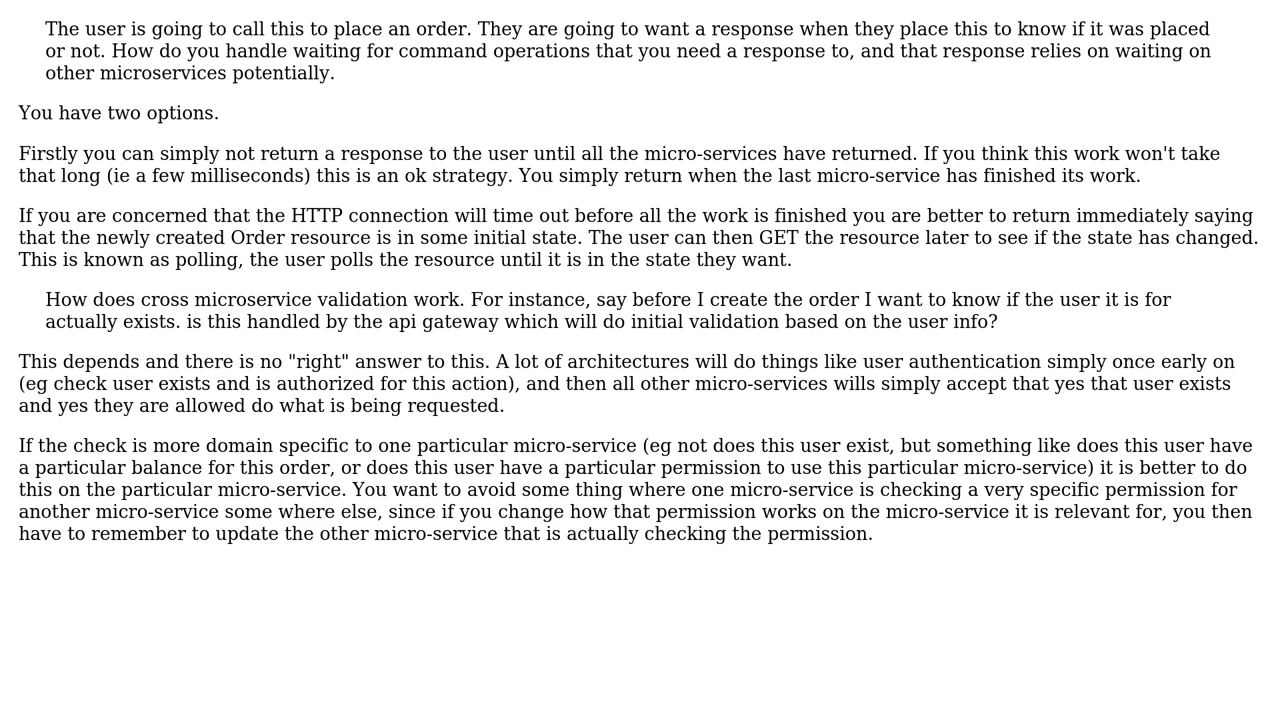 The user is going to call this to place an order. They are going to want a response when they place this to know if it was placed
or not. How do you handle waiting for command operations that you need a response to, and that response relies on waiting on
other microservices potentially.
You have two options.
Firstly you can simply not return a response to the user until all the micro-services have returned. If you think this work won't take
that long (ie a few milliseconds) this is an ok strategy. You simply return when the last micro-service has finished its work.
If you are concerned that the HTTP connection will time out before all the work is finished you are better to return immediately saying
that the newly created Order resource is in some initial state. The user can then GET the resource later to see if the state has changed.
This is known as polling, the user polls the resource until it is in the state they want.
How does cross microservice validation work. For instance, say before I create the order I want to know if the user it is for
actually exists. is this handled by the api gateway which will do initial validation based on the user info?
This depends and there is no "right" answer to this. A lot of architectures will do things like user authentication simply once early on
(eg check user exists and is authorized for this action), and then all other micro-services wills simply accept that yes that user exists
and yes they are allowed do what is being requested.
If the check is more domain specific to one particular micro-service (eg not does this user exist, but something like does this user have
a particular balance for this order, or does this user have a particular permission to use this particular micro-service) it is better to do
this on the particular micro-service. You want to avoid some thing where one micro-service is checking a very specific permission for
another micro-service some where else, since if you change how that permission works on the micro-service it is relevant for, you then
have to remember to update the other micro-service that is actually checking the permission.